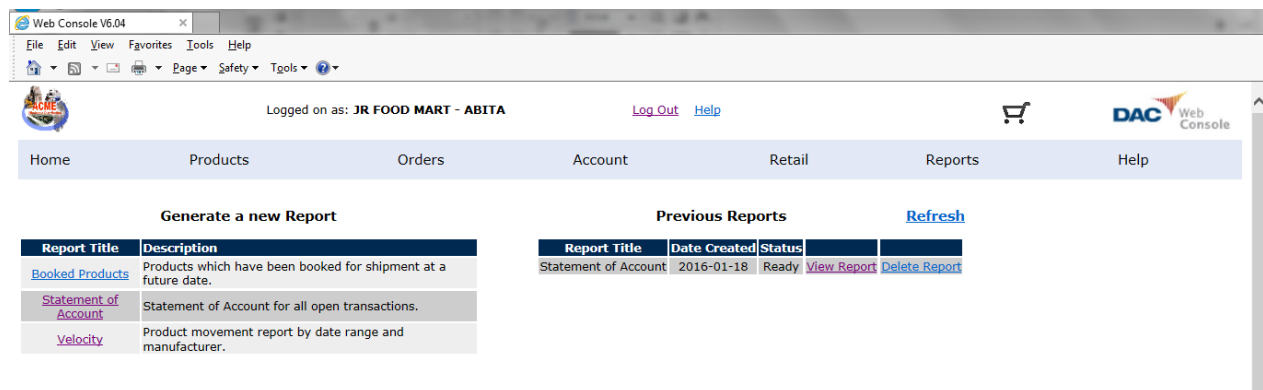 Web Console V6.04
File Edit View Favorites Tools Help
Page Safety Tools
ACME
Logged on as: JR FOOD MART - ABITA
Log Out Help
DAC Web Console
Home Products Orders Account Retail Reports Help
Generate a new Report
Report Title Description
Booked Products Products which have been booked for shipment at a
future date.
Statement of
Account Statement of Account for all open transactions.
Velocity Product movement report by date range and
manufacturer.
Previous Reports Refresh
Report Title Date Created Status
Statement of Account 2016-01-18 Ready View Report Delete Report